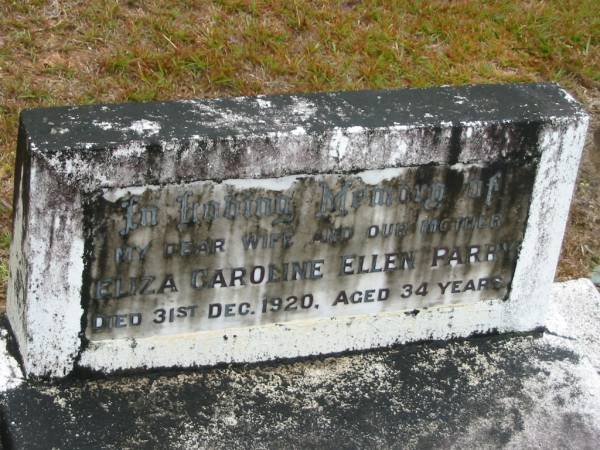 In Loving Memory of
MY DEAR WIFE AND OUR MOTHER
ELIZA CAROLINE ELLEN PARRY
DIED 31ST DEC. 1920, AGED 34 YEARS.